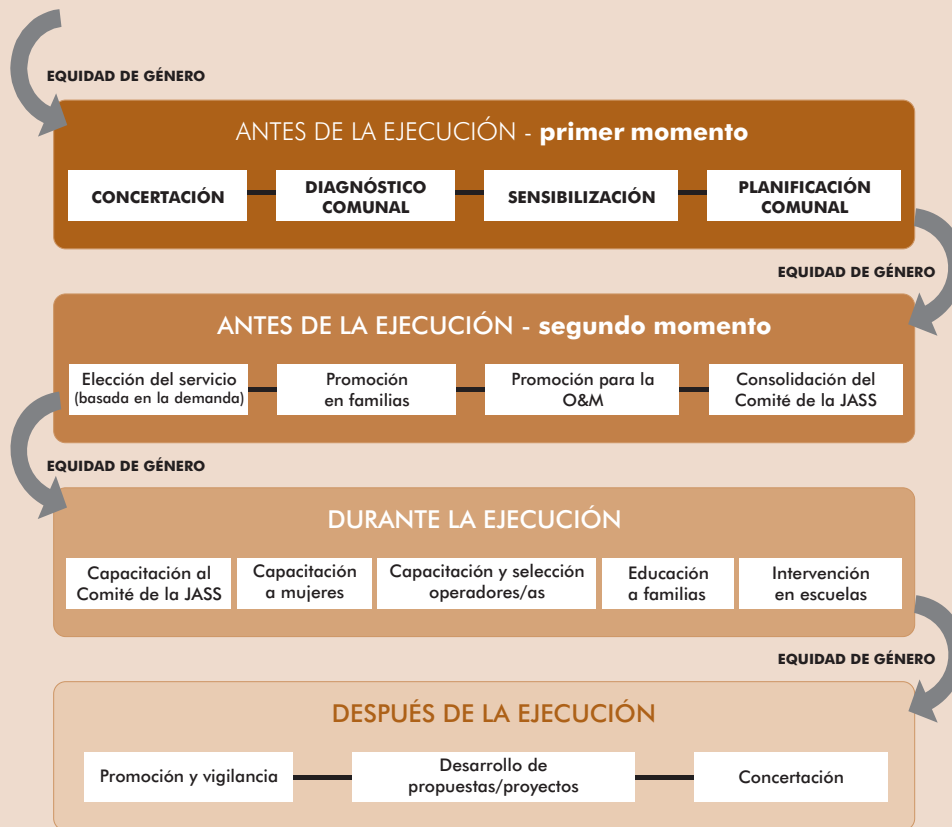 EQUIDAD DE GÉNERO
ANTES DE LA EJECUCIÓN - primer momento
CONCERTACIÓN
DIAGNÓSTICO
COMUNAL
SENSIBILIZACIÓN
PLANIFICACIÓN
COMUNAL
EQUIDAD DE GÉNERO
ANTES DE LA EJECUCIÓN - segundo momento
Elección del servicio
(basada en la demanda)
Promoción
en familias
Promoción para la
O&M
Consolidación del
Comité de la JASS
EQUIDAD DE GÉNERO
DURANTE LA EJECUCIÓN
Capacitación al
Comité de la JASS
Capacitación
a mujeres
Capacitación y selección
operadores/as
Educación
a familias
Intervención
en escuelas
EQUIDAD DE GÉNERO
DESPUÉS DE LA EJECUCIÓN
Promoción y vigilancia
Desarrollo de
propuestas/proyectos
Concertación